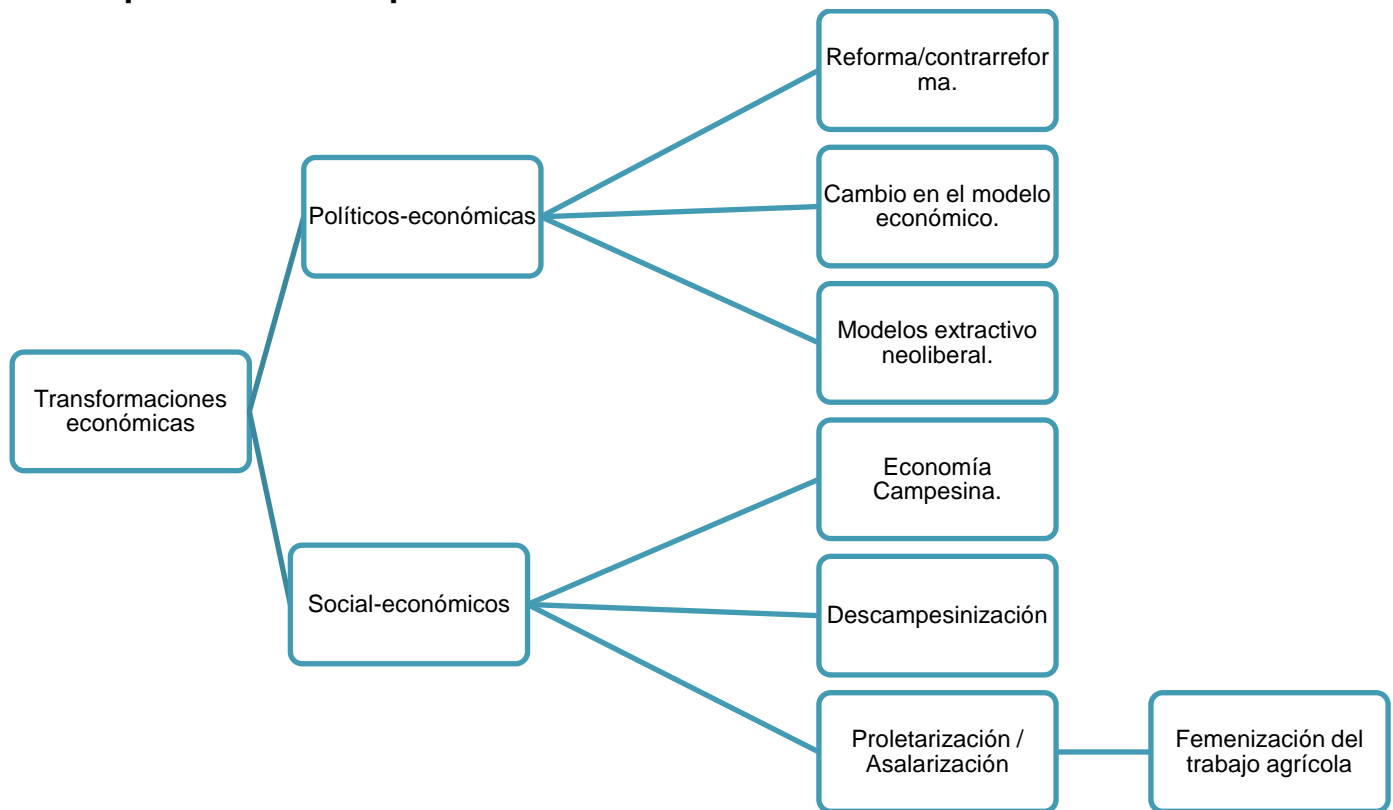 Reforma/contrarrefor
ma.
Políticos-económicas
Cambio en el modelo
económico.
Modelos extractivo
neoliberal.
Transformaciones
económicas
Economía
Campesina.
Social-económicos
Descampesinización
Proletarización /
Asalarización
Femenización del
trabajo agrícola